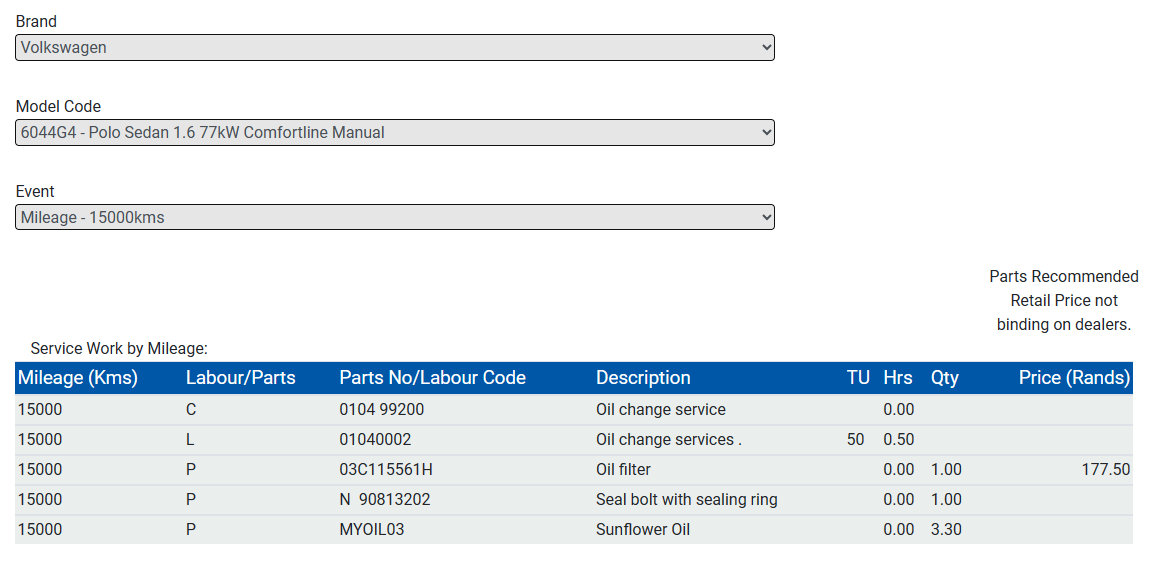 Brand
Volkswagen
Model Code
6044G4 - Polo Sedan 1.6 77kW Comfortline Manual
Event
Mileage - 15000kms
Parts Recommended
Retail Price not
binding on dealers.
Service Work by Mileage:
Mileage (Kms) Labour/Parts Parts No/Labour Code Description TU Hrs Qty Price (Rands)
15000 C 0104 99200 Oil change service 0.00
15000 L 01040002 Oil change services . 50 0.50
15000 P 03C115561H Oil filter 0.00 1.00 177.50
15000 P N  90813202 Seal bolt with sealing ring 0.00 1.00
15000 P MYOIL03 Sunflower Oil 0.00 3.30